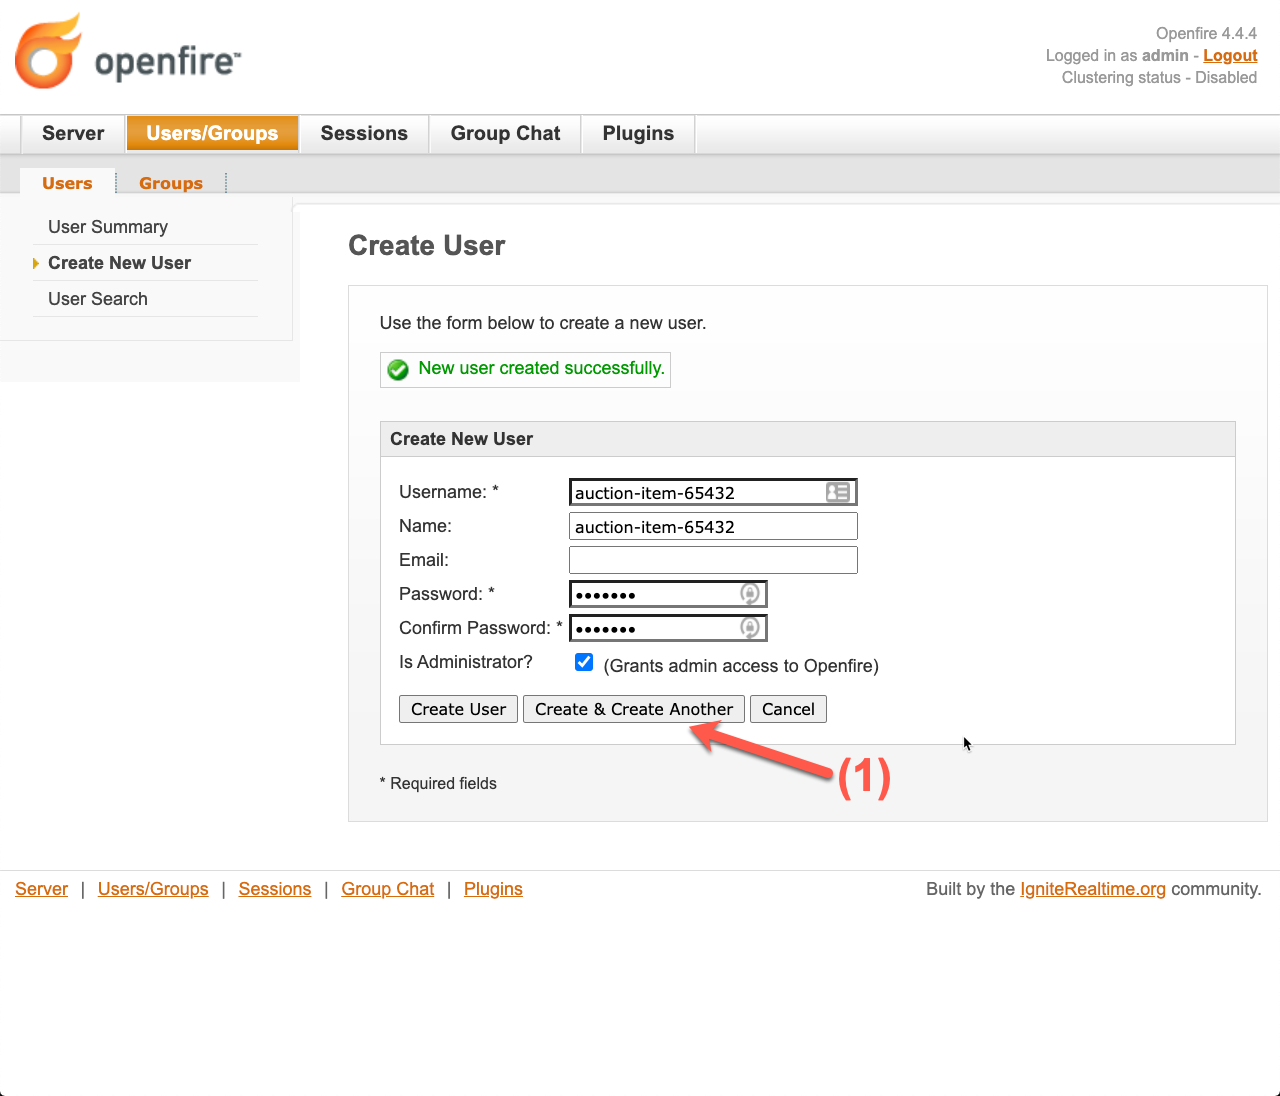 openfire™
Openfire 4.4.4
Logged in as admin - Logout
Clustering status - Disabled
Server
Users/Groups
Sessions
Group Chat
Plugins
Users
Groups
User Summary
Create New User
User Search
Create User
Use the form below to create a new user.
New user created successfully.
Create New User
Username: * auction-item-65432
Name: auction-item-65432
Email:
Password: * •••••••
Confirm Password: * •••••••
Is Administrator? (Grants admin access to Openfire)
Create User Create & Create Another Cancel
(1)
* Required fields
Server | Users/Groups | Sessions | Group Chat | Plugins
Built by the IgniteRealtime.org community.